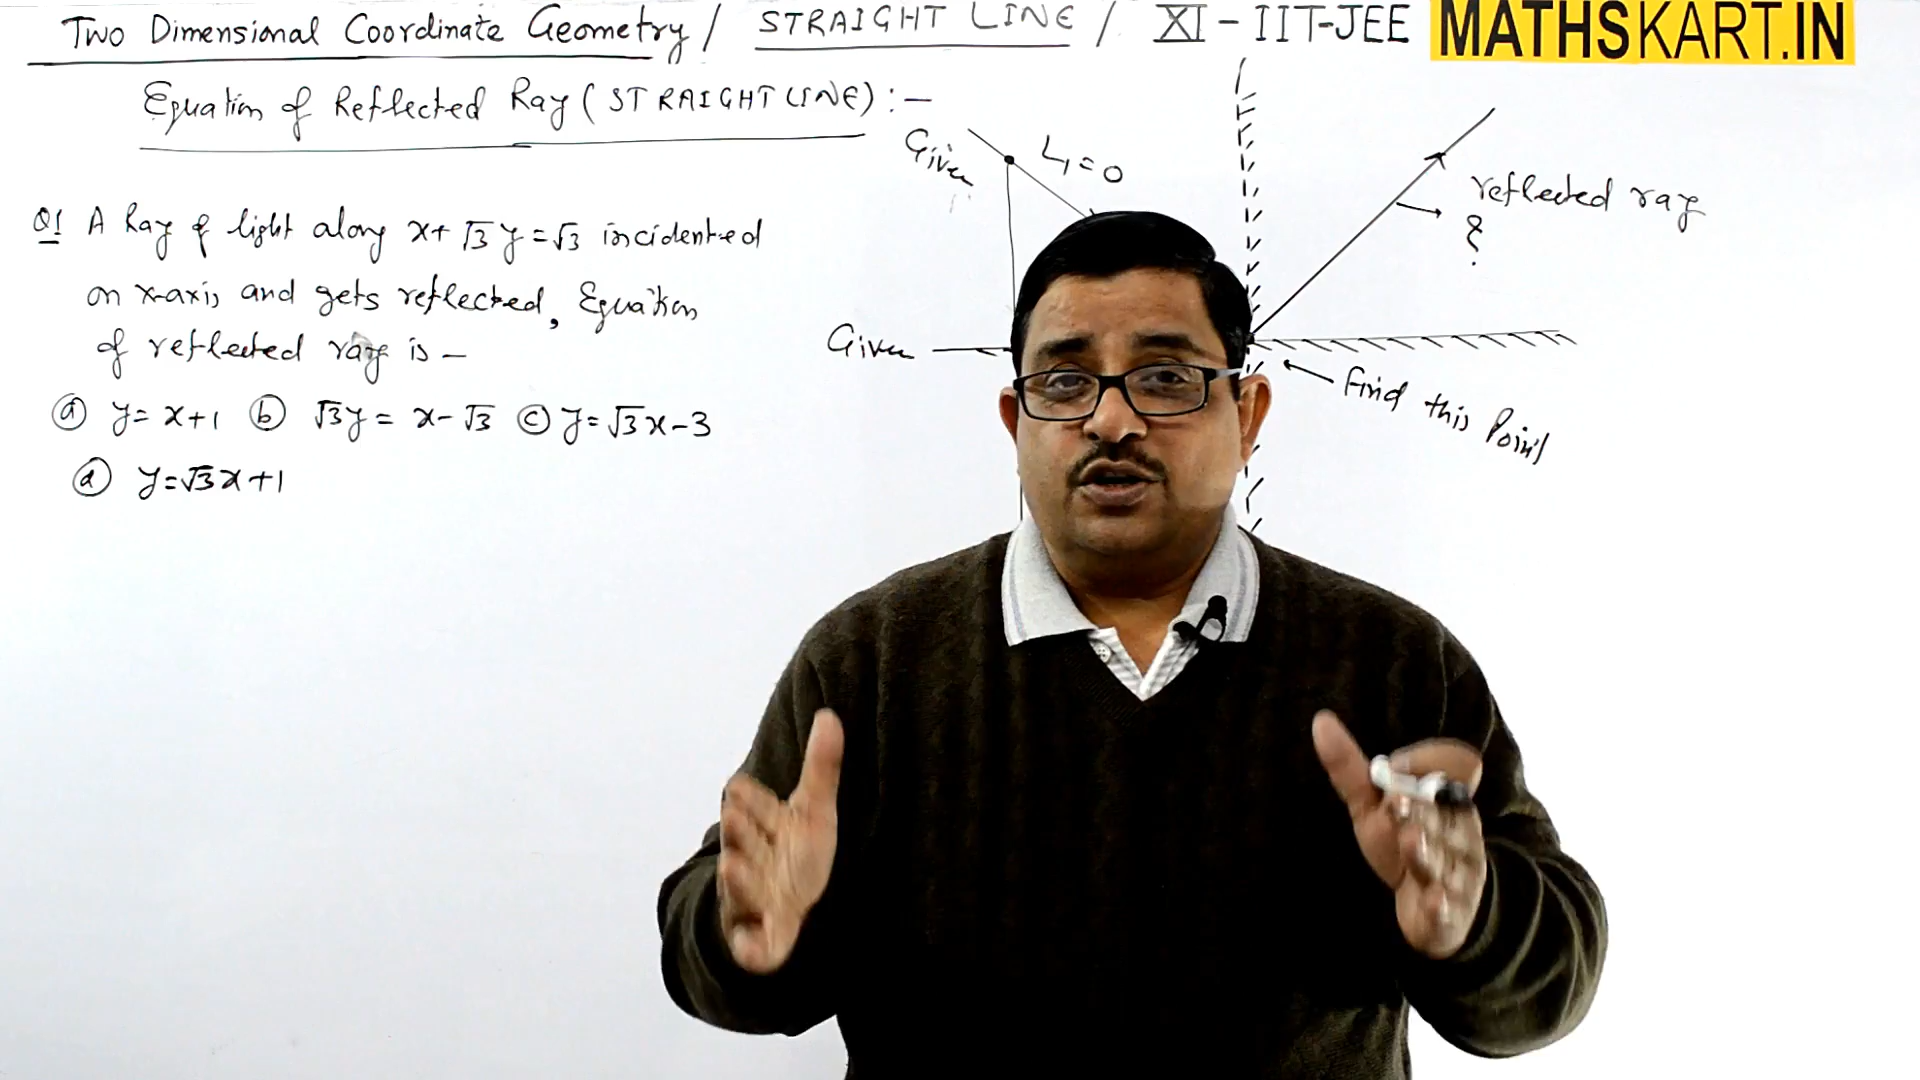 Two Dimensional Coordinate Geometry / STRAIGHT LINE / XI - IIT-JEE
MATHSKART.IN
Equation of Reflected Ray (STRAIGHT LINE) : -
Q1 A Ray of light along x + √3 y = √3 incidented
on x-axis and gets reflected, Equation
of reflected ray is -
(a) y = x + 1 (b) √3y = x - √3 (c) y = √3x - 3
(d) y = √3x + 1
Given L1 = 0
reflected ray
?
Given
Find this Point